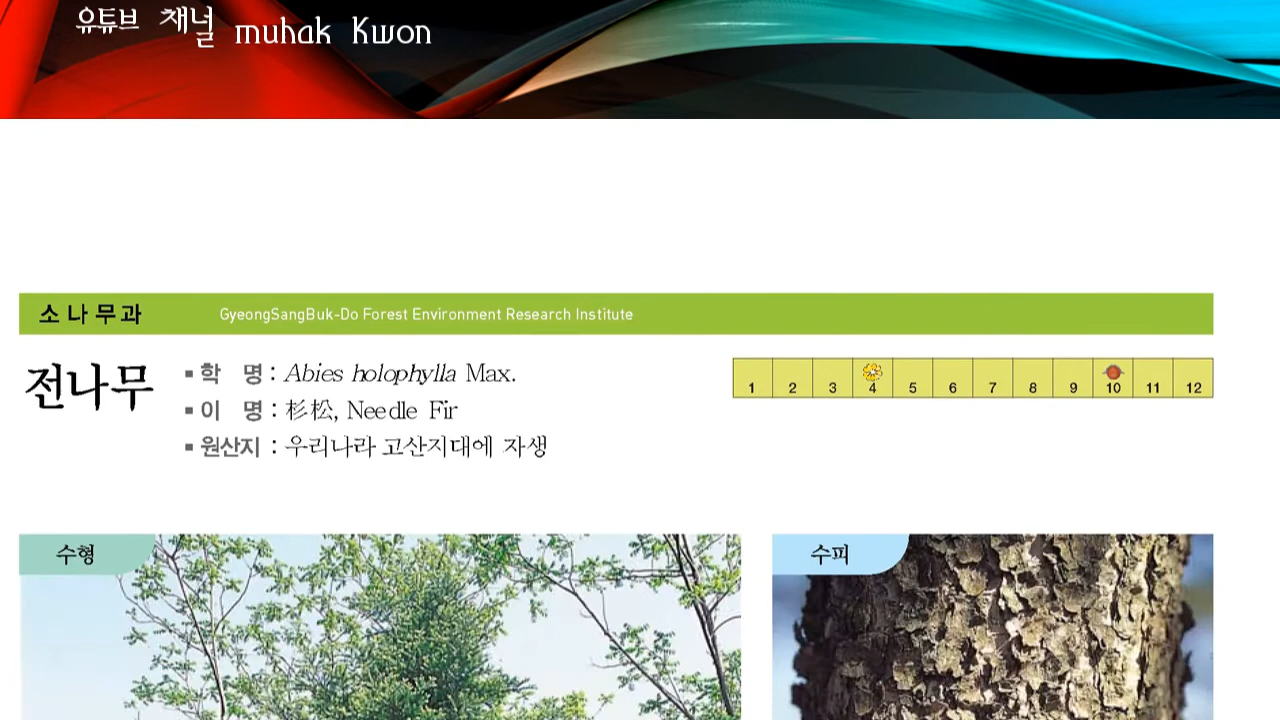 유튜브 채널 muhak Kwon
소나무과 GyeongSangBuk-Do Forest Environment Research Institute
전나무
▪ 학 명 : Abies holophylla Max.
▪ 이 명 : 杉松, Needle Fir
▪ 원산지 : 우리나라 고산지대에 자생
1 2 3 4 5 6 7 8 9 10 11 12
수형
수피